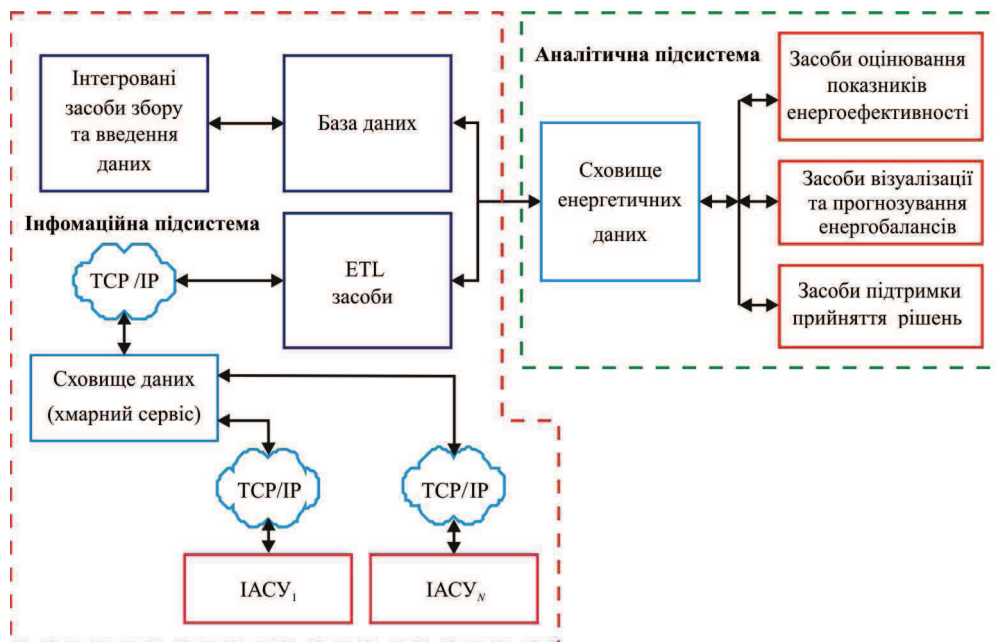 Інтегровані
засоби збору
та введення
даних
База даних
Інфомаційна підсистема
TCP /IP
ETL
засоби
Сховище даних
(хмарний сервіс)
TCP/IP
TCP/IP
ІАСУ1
ІАСУN
Аналітична підсистема
Сховище
енергетичних
даних
Засоби оцінювання
показників
енергоефективності
Засоби візуалізації
та прогнозування
енергобалансів
Засоби підтримки
прийняття рішень